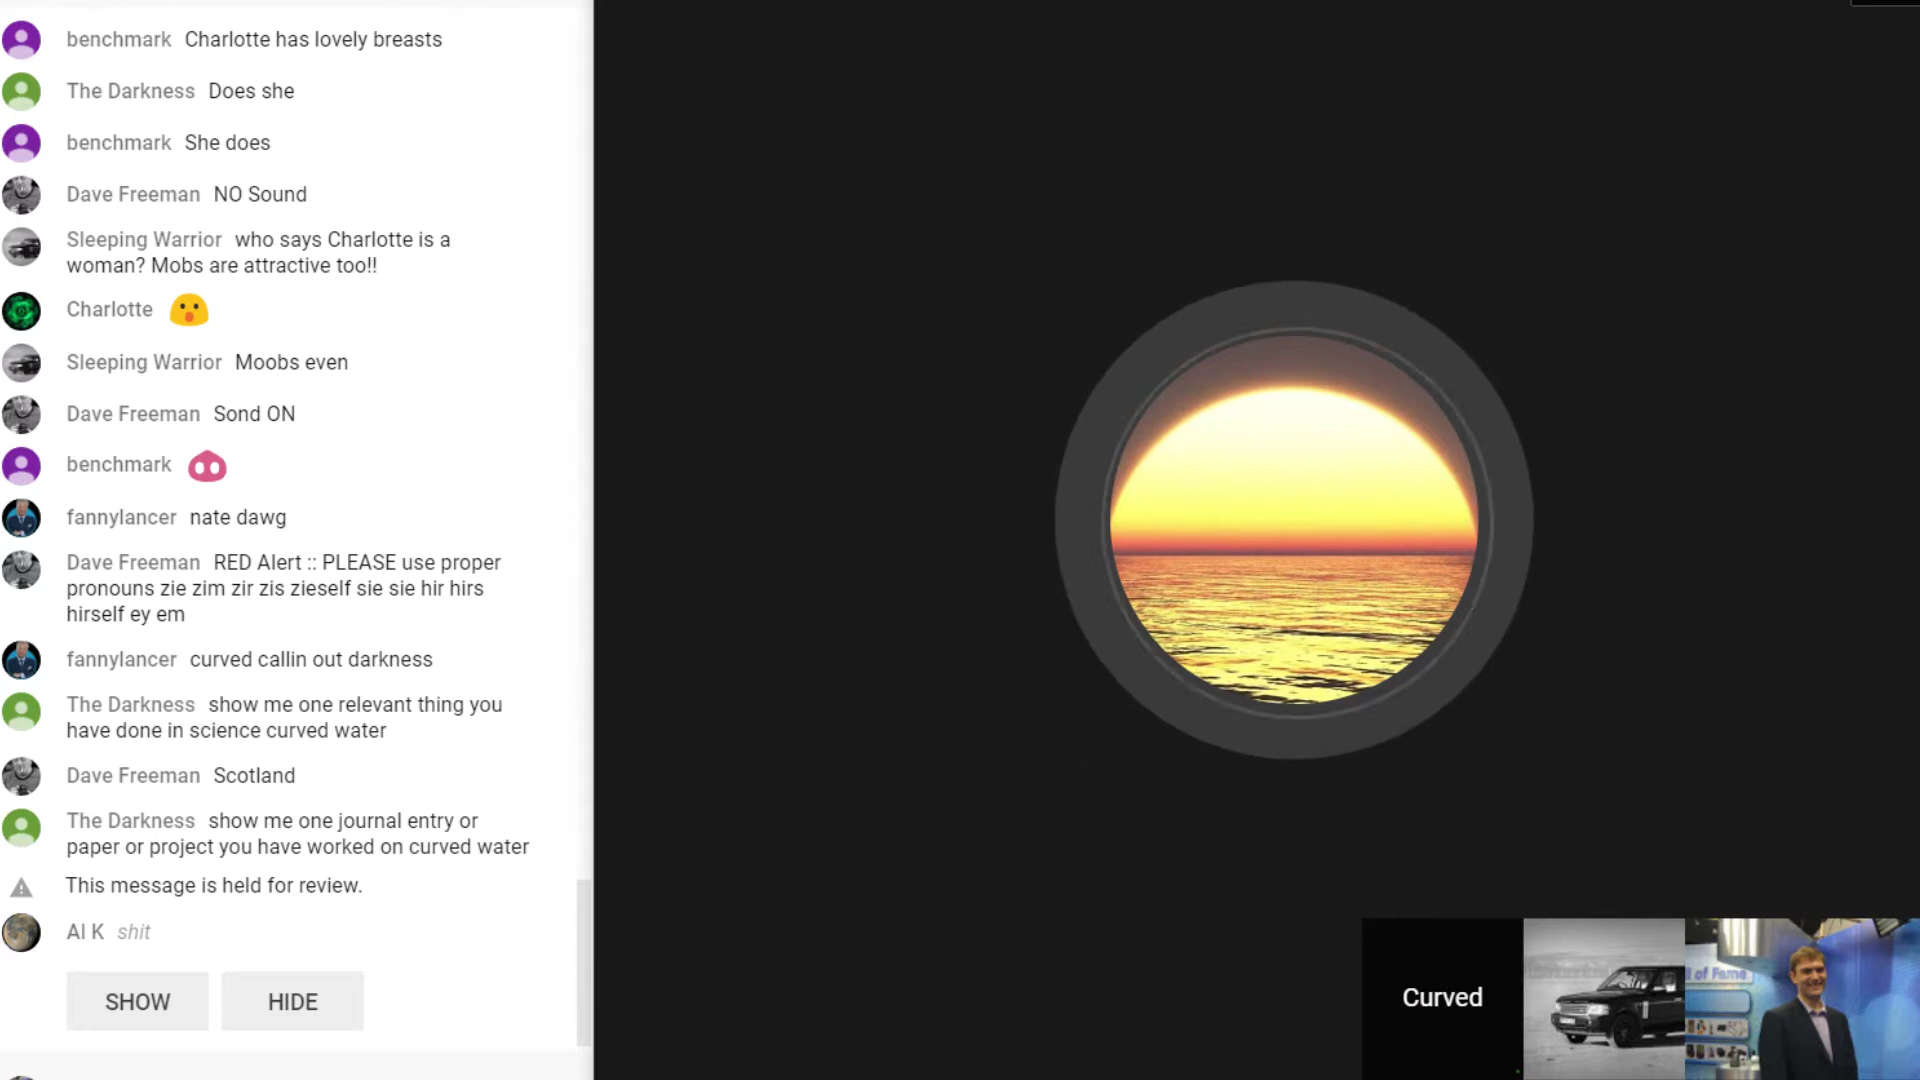 benchmark Charlotte has lovely breasts
The Darkness Does she
benchmark She does
Dave Freeman NO Sound
Sleeping Warrior who says Charlotte is a
woman? Mobs are attractive too!!
Charlotte
Sleeping Warrior Moobs even
Dave Freeman Sond ON
benchmark
fannylancer nate dawg
Dave Freeman RED Alert :: PLEASE use proper
pronouns zie zim zir zis zieself sie sie hir hirs
hirself ey em
fannylancer curved callin out darkness
The Darkness show me one relevant thing you
have done in science curved water
Dave Freeman Scotland
The Darkness show me one journal entry or
paper or project you have worked on curved water
This message is held for review.
Al K shit
SHOW HIDE
Curved
of Fame